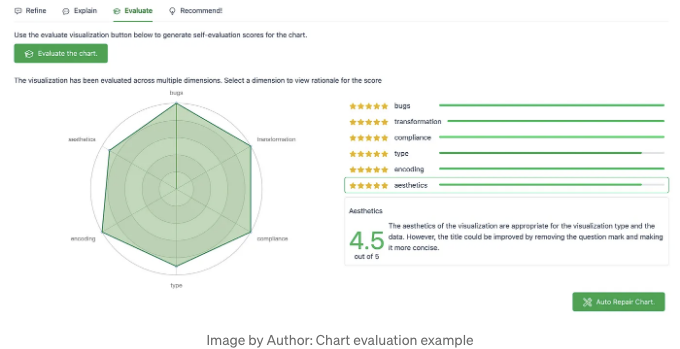 Refine Explain Evaluate Recommend!
Use the evaluate visualization button below to generate self-evaluation scores for the chart.
Evaluate the chart.
The visualization has been evaluated across multiple dimensions. Select a dimension to view rationale for the score
bugs
transformation
compliance
type
encoding
aesthetics
bugs
transformation
compliance
type
encoding
aesthetics
Aesthetics
4.5
out of 5
The aesthetics of the visualization are appropriate for the visualization type and the
data. However, the title could be improved by removing the question mark and making
it more concise.
Auto Repair Chart.
Image by Author: Chart evaluation example